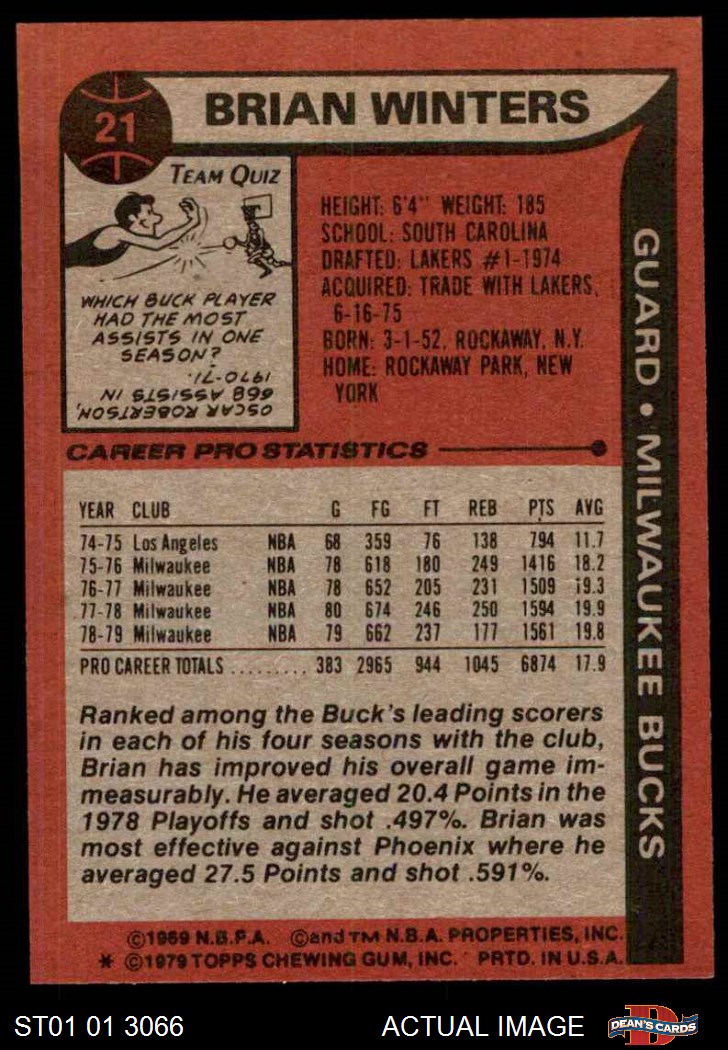 21
BRIAN WINTERS
TEAM QUIZ
WHICH BUCK PLAYER
HAD THE MOST
ASSISTS IN ONE
SEASON?
OSCAR ROBERTSON,
668 ASSISTS IN
1970-71.
HEIGHT: 6'4" WEIGHT: 185
SCHOOL: SOUTH CAROLINA
DRAFTED: LAKERS #1-1974
ACQUIRED: TRADE WITH LAKERS,
6-16-75
BORN: 3-1-52, ROCKAWAY, N.Y.
HOME: ROCKAWAY PARK, NEW
YORK
GUARD • MILWAUKEE BUCKS
CAREER PRO STATISTICS
YEAR CLUB G FG FT REB PTS AVG
74-75 Los Angeles NBA 68 359 76 138 794 11.7
75-76 Milwaukee NBA 78 618 180 249 1416 18.2
76-77 Milwaukee NBA 78 652 205 231 1509 19.3
77-78 Milwaukee NBA 80 674 246 250 1594 19.9
78-79 Milwaukee NBA 79 662 237 177 1561 19.8
PRO CAREER TOTALS ......... 383 2965 944 1045 6874 17.9
Ranked among the Buck's leading scorers
in each of his four seasons with the club,
Brian has improved his overall game im-
measurably. He averaged 20.4 Points in the
1978 Playoffs and shot .497%. Brian was
most effective against Phoenix where he
averaged 27.5 Points and shot .591%.
©1969 N.B.P.A. ©and TM N.B.A. PROPERTIES, INC.
* ©1979 TOPPS CHEWING GUM, INC. PRTD. IN U.S.A.
ST01 01 3066
ACTUAL IMAGE
D
DEAN'S CARDS